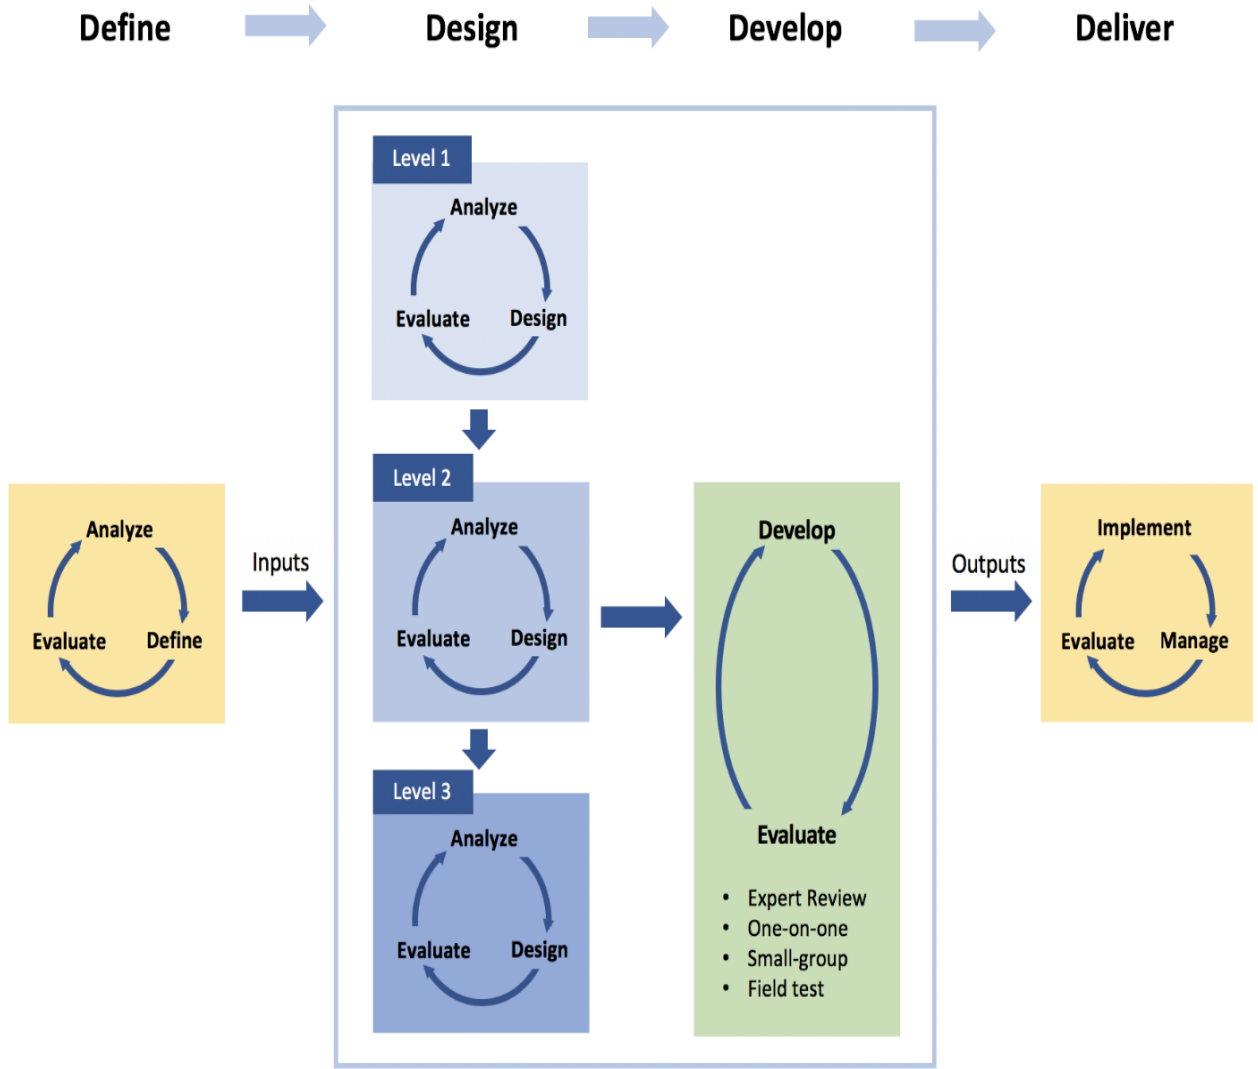 Define
Design
Develop
Deliver
Level 1
Analyze
Evaluate
Design
Level 2
Analyze
Evaluate
Design
Level 3
Analyze
Evaluate
Design
Analyze
Evaluate
Define
Inputs
Develop
Evaluate
• Expert Review
• One-on-one
• Small-group
• Field test
Outputs
Implement
Evaluate
Manage